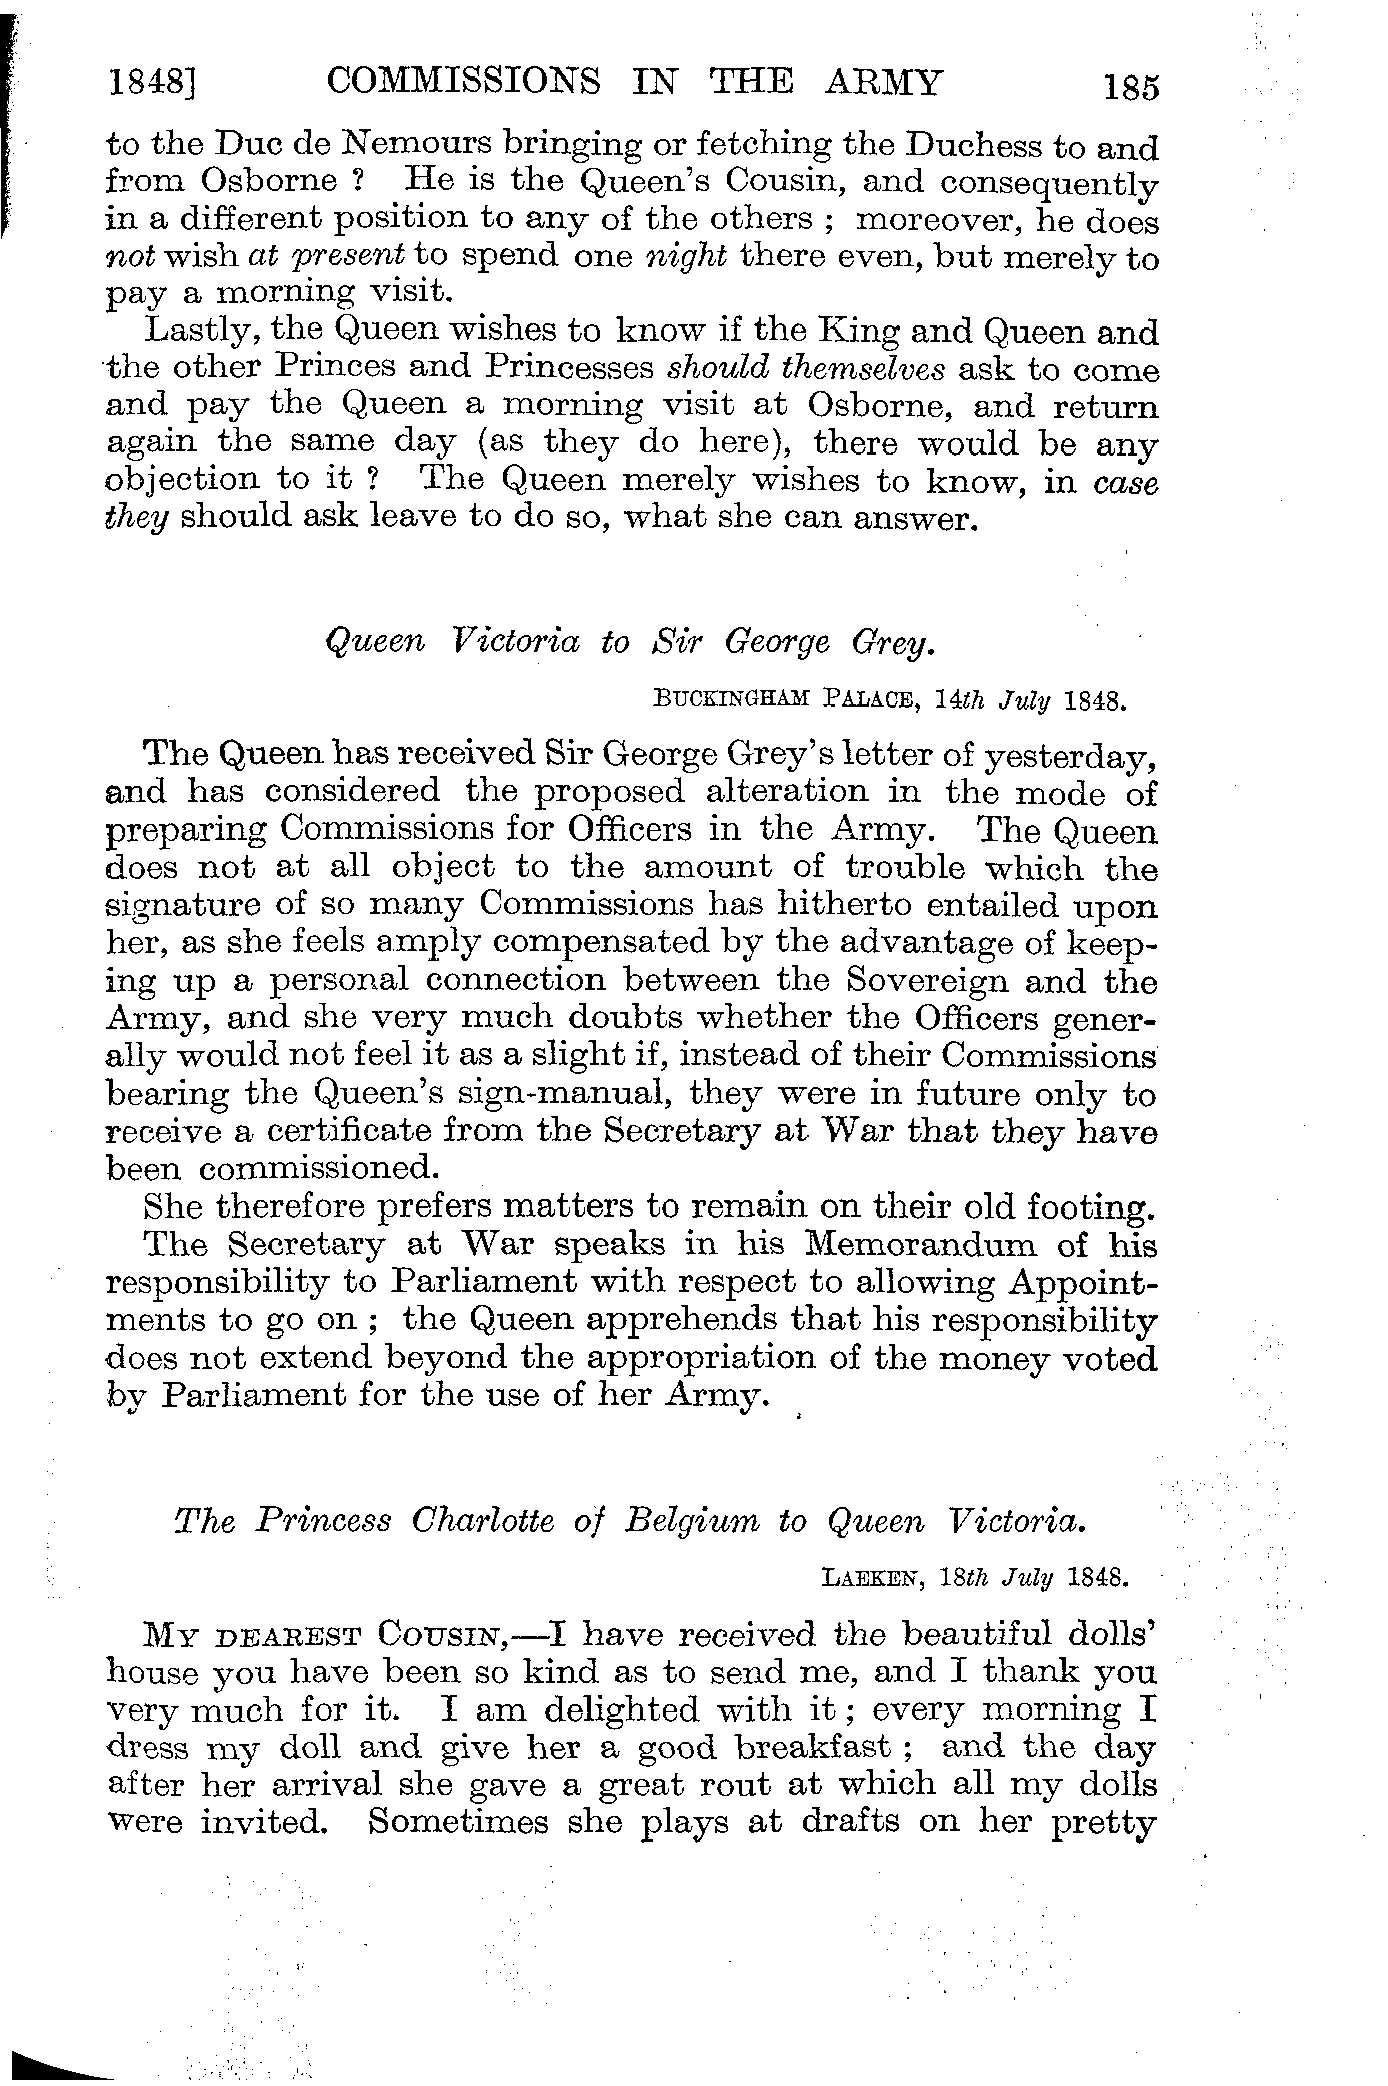 1848] COMMISSIONS IN THE ARMY 185
to the Duc de Nemours bringing or fetching the Duchess to and
from Osborne ? He is the Queen's Cousin, and consequently
in a different position to any of the others ; moreover, he does
not wish at present to spend one night there even, but merely to
pay a morning visit.
Lastly, the Queen wishes to know if the King and Queen and
the other Princes and Princesses should themselves ask to come
and pay the Queen a morning visit at Osborne, and return
again the same day (as they do here), there would be any
objection to it ? The Queen merely wishes to know, in case
they should ask leave to do so, what she can answer.
Queen Victoria to Sir George Grey.
BUCKINGHAM PALACE, 14th July 1848.
The Queen has received Sir George Grey's letter of yesterday,
and has considered the proposed alteration in the mode of
preparing Commissions for Officers in the Army. The Queen
does not at all object to the amount of trouble which the
signature of so many Commissions has hitherto entailed upon
her, as she feels amply compensated by the advantage of keep-
ing up a personal connection between the Sovereign and the
Army, and she very much doubts whether the Officers gener-
ally would not feel it as a slight if, instead of their Commissions
bearing the Queen's sign-manual, they were in future only to
receive a certificate from the Secretary at War that they have
been commissioned.
She therefore prefers matters to remain on their old footing.
The Secretary at War speaks in his Memorandum of his
responsibility to Parliament with respect to allowing Appoint-
ments to go on ; the Queen apprehends that his responsibility
does not extend beyond the appropriation of the money voted
by Parliament for the use of her Army.
The Princess Charlotte of Belgium to Queen Victoria.
LAEKEN, 18th July 1848.
MY DEAREST COUSIN,—I have received the beautiful dolls'
house you have been so kind as to send me, and I thank you
very much for it. I am delighted with it ; every morning I
dress my doll and give her a good breakfast ; and the day
after her arrival she gave a great rout at which all my dolls
were invited. Sometimes she plays at drafts on her pretty